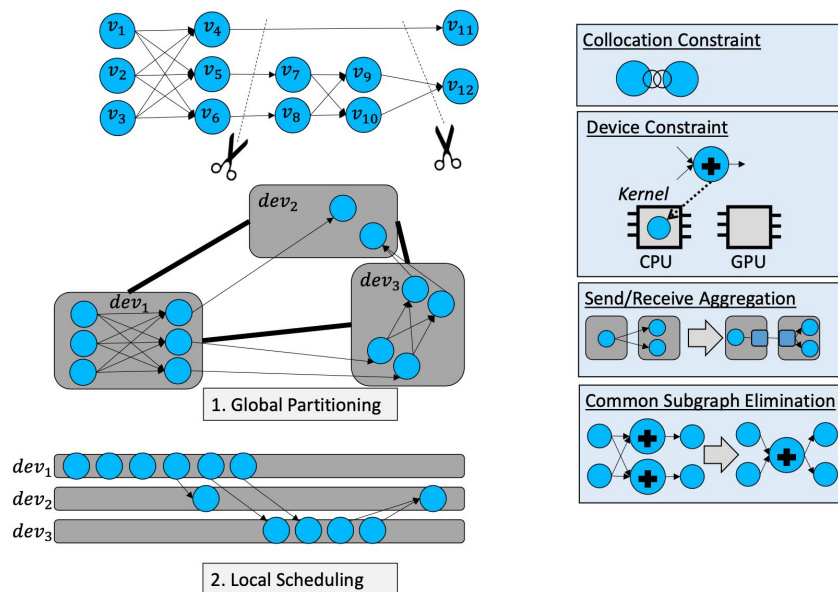 v₁ v₄ v₁₁
v₂ v₅ v₇ v₉ v₁₂
v₃ v₆ v₈ v₁₀
dev₂
dev₁
dev₃
1. Global Partitioning
dev₁
dev₂
dev₃
2. Local Scheduling
Collocation Constraint
Device Constraint
Kernel
CPU GPU
Send/Receive Aggregation
Common Subgraph Elimination